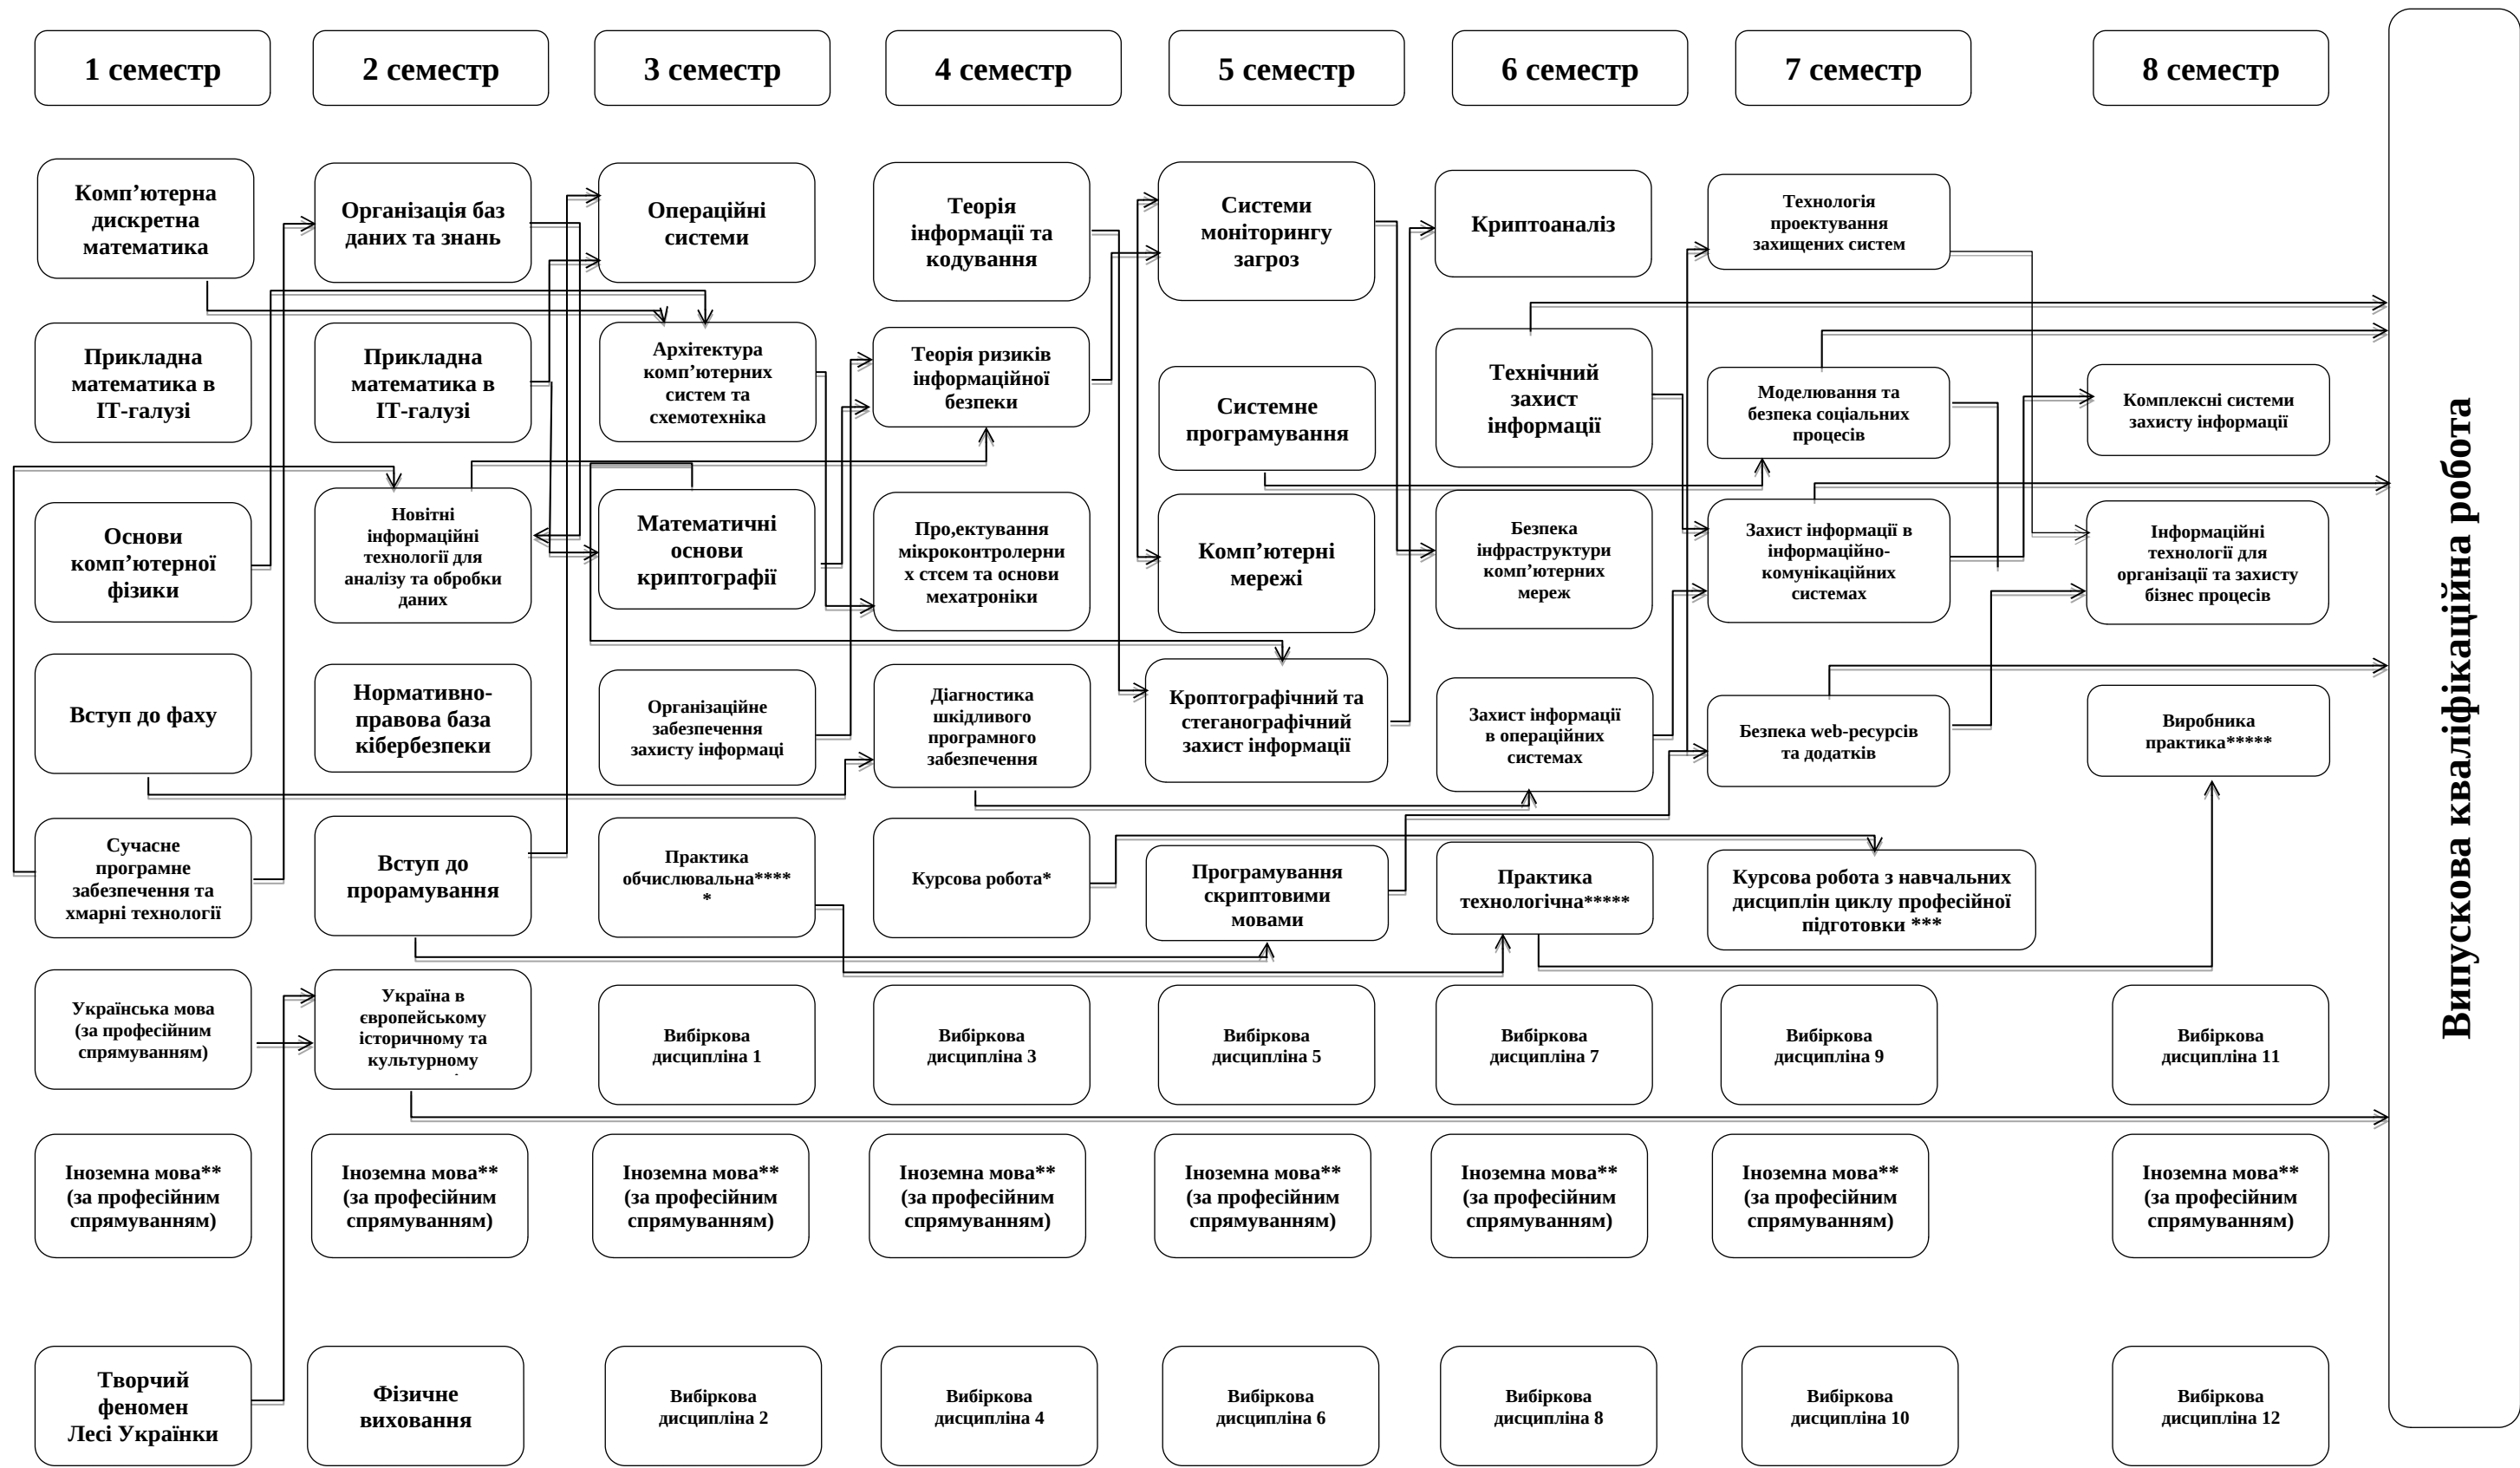 1 семестр
2 семестр
3 семестр
4 семестр
5 семестр
6 семестр
7 семестр
8 семестр
Комп’ютерна
дискретна
математика
Організація баз
даних та знань
Операційні
системи
Теорія
інформації та
кодування
Системи
моніторингу
загроз
Криптоаналіз
Технологія
проектування
захищених систем
Прикладна
математика в
ІТ-галузі
Прикладна
математика в
ІТ-галузі
Архітектура
комп’ютерних
систем та
схемотехніка
Теорія ризиків
інформаційної
безпеки
Системне
програмування
Технічний
захист
інформації
Моделювання та
безпека соціальних
процесів
Комплексні системи
захисту інформації
Основи
комп’ютерної
фізики
Новітні
інформаційні
технології для
аналізу та обробки
даних
Математичні
основи
криптографії
Про,ектування
мікроконтролерни
х стсем та основи
мехатроніки
Комп’ютерні
мережі
Безпека
інфраструктури
комп’ютерних
мереж
Захист інформації в
інформаційно-
комунікаційних
системах
Інформаційні
технології для
організації та захисту
бізнес процесів
Вступ до фаху
Нормативно-
правова база
кібербезпеки
Організаційне
забезпечення
захисту інформаці
Діагностика
шкідливого
програмного
забезпечення
Кроптографічний та
стеганографічний
захист інформації
Захист інформації
в операційних
системах
Безпека web-ресурсів
та додатків
Виробника
практика*****
Сучасне
програмне
забезпечення та
хмарні технології
Вступ до
прорамування
Практика
обчислювальна****
*
Курсова робота*
Програмування
скриптовими
мовами
Практика
технологічна*****
Курсова робота з навчальних
дисциплін циклу професійної
підготовки ***
Українська мова
(за професійним
спрямуванням)
Україна в
європейському
історичному та
культурному
Вибіркова
дисципліна 1
Вибіркова
дисципліна 3
Вибіркова
дисципліна 5
Вибіркова
дисципліна 7
Вибіркова
дисципліна 9
Вибіркова
дисципліна 11
Іноземна мова**
(за професійним
спрямуванням)
Іноземна мова**
(за професійним
спрямуванням)
Іноземна мова**
(за професійним
спрямуванням)
Іноземна мова**
(за професійним
спрямуванням)
Іноземна мова**
(за професійним
спрямуванням)
Іноземна мова**
(за професійним
спрямуванням)
Іноземна мова**
(за професійним
спрямуванням)
Іноземна мова**
(за професійним
спрямуванням)
Творчий
феномен
Лесі Українки
Фізичне
виховання
Вибіркова
дисципліна 2
Вибіркова
дисципліна 4
Вибіркова
дисципліна 6
Вибіркова
дисципліна 8
Вибіркова
дисципліна 10
Вибіркова
дисципліна 12
Випускова кваліфікаційна робота